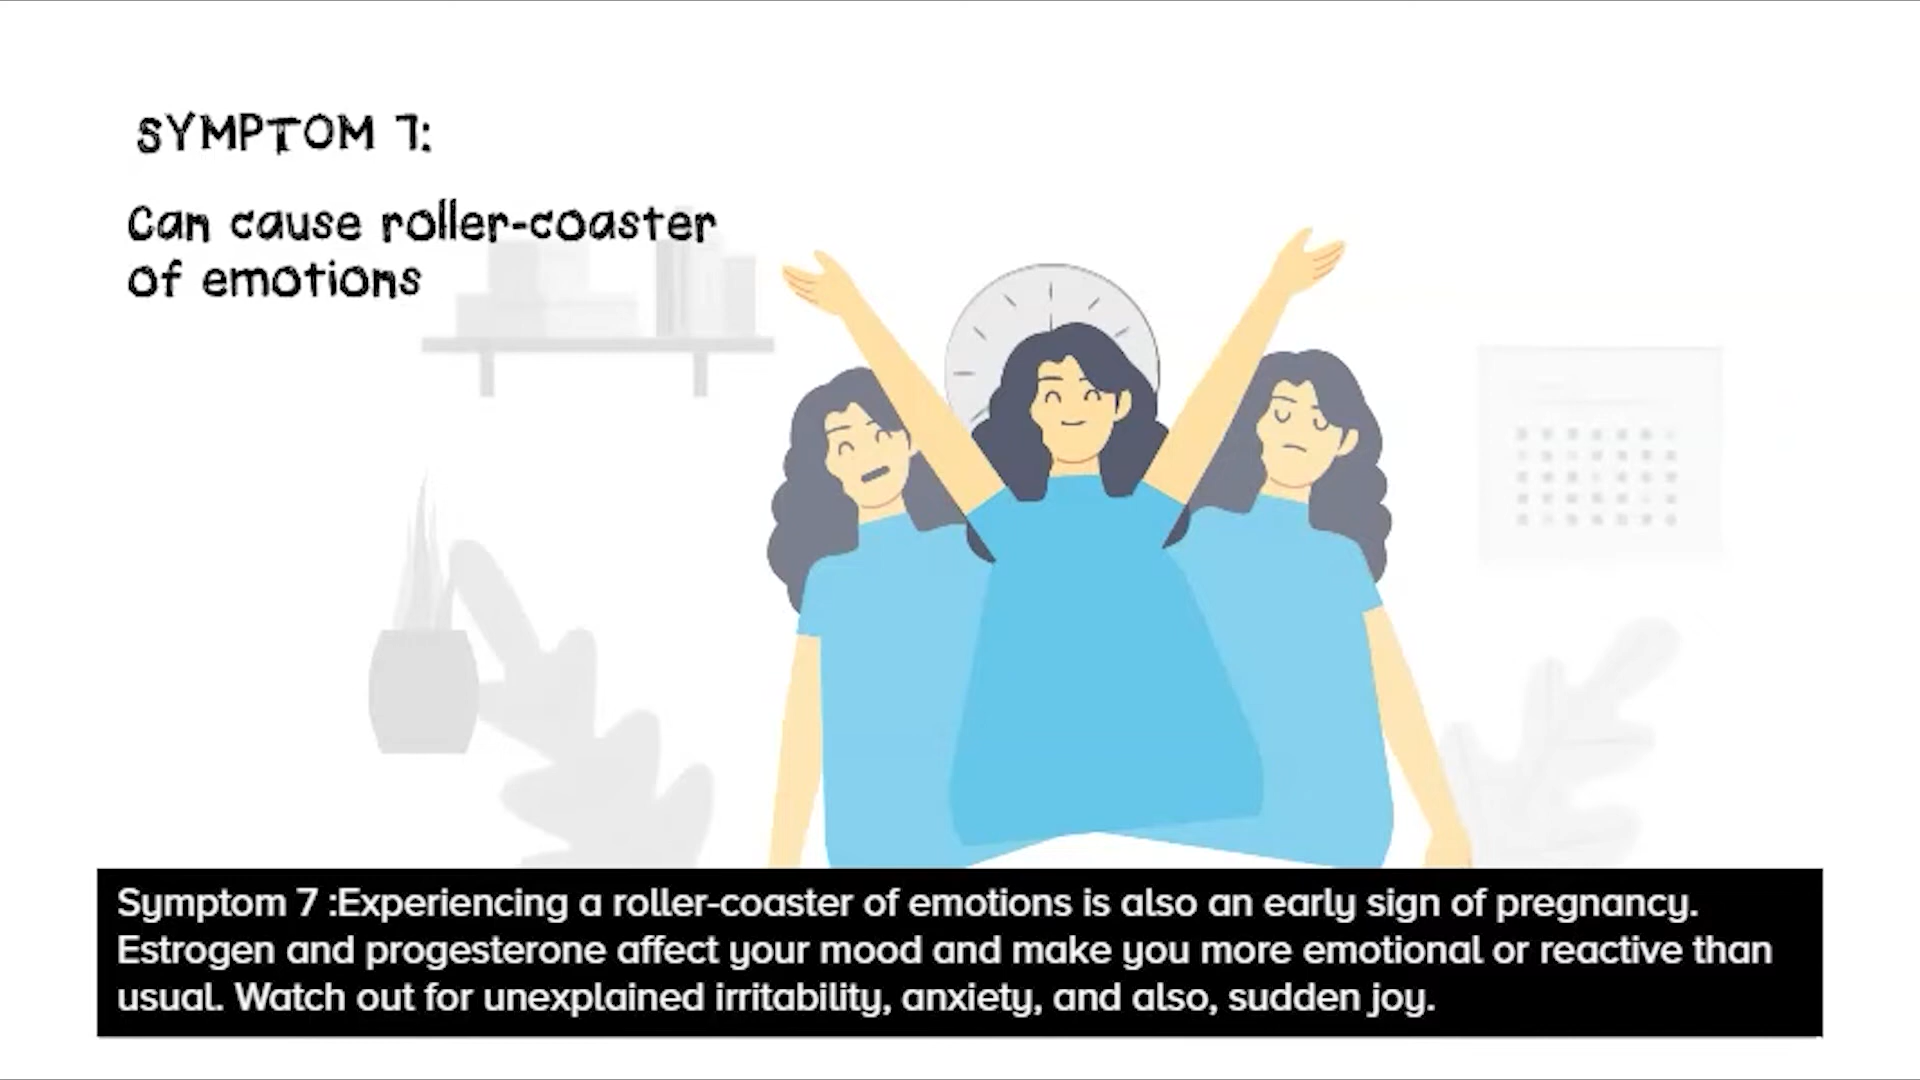 SYMPTOM 7:
Can cause roller-coaster
of emotions
Symptom 7 :Experiencing a roller-coaster of emotions is also an early sign of pregnancy.
Estrogen and progesterone affect your mood and make you more emotional or reactive than
usual. Watch out for unexplained irritability, anxiety, and also, sudden joy.